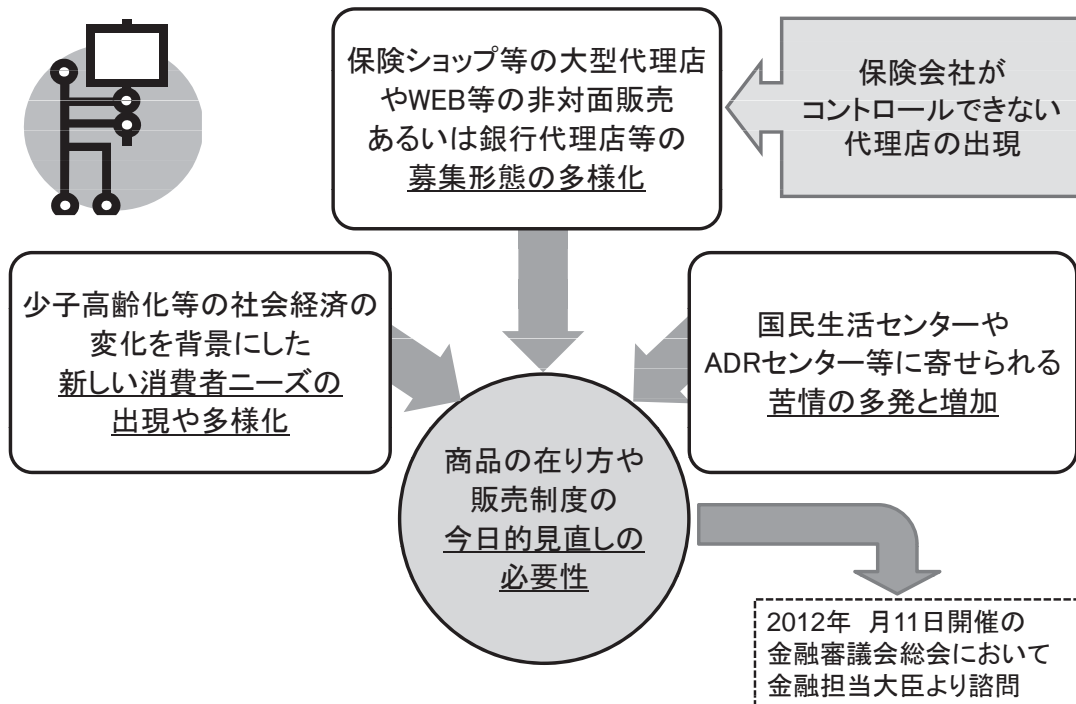 保険ショップ等の大型代理店
やWEB等の非対面販売
あるいは銀行代理店等の
募集形態の多様化
保険会社が
コントロールできない
代理店の出現
少子高齢化等の社会経済の
変化を背景にした
新しい消費者ニーズの
出現や多様化
国民生活センターや
ADRセンター等に寄せられる
苦情の多発と増加
商品の在り方や
販売制度の
今日的見直しの
必要性
2012年 月11日開催の
金融審議会総会において
金融担当大臣より諮問